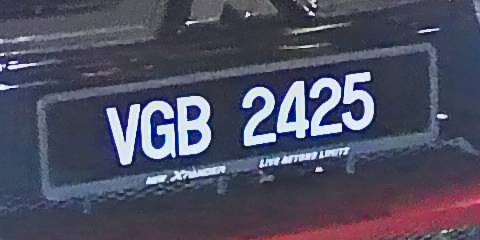 VGB 2425
NEW XPANDER LIVE BEYOND LIMITS